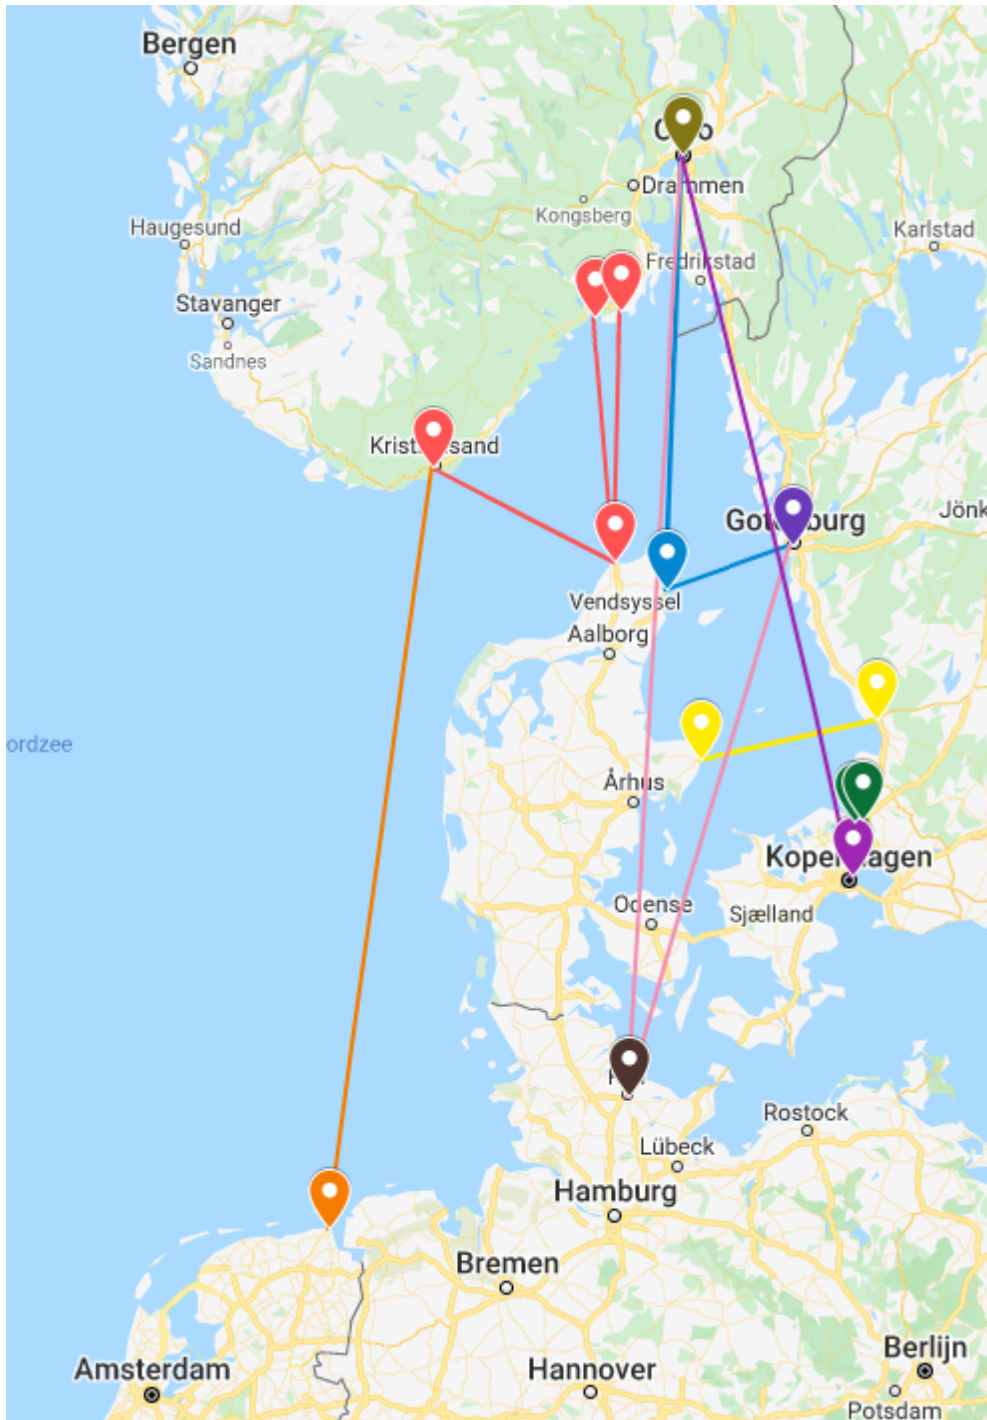 Bergen
Drammen
Kongsberg
Karlstad
Haugesund
Fredrikstad
Stavanger
Sandnes
Jönk
Vendsyssel
Aalborg
ordzee
Århus
Odense
Sjælland
Rostock
Lübeck
Hamburg
Bremen
Berlijn
Amsterdam
Hannover
Potsdam